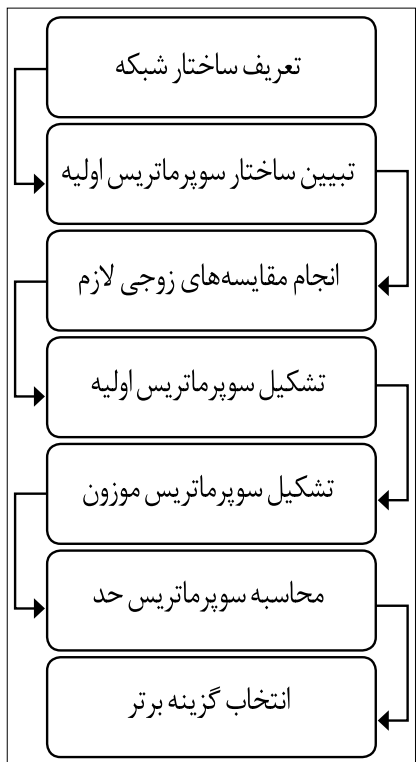 تعریف ساختار شبکه
تبیین ساختار سوپرماتریس اولیه
انجام مقایسه‌های زوجی لازم
تشکیل سوپرماتریس اولیه
تشکیل سوپرماتریس موزون
محاسبه سوپرماتریس حد
انتخاب گزینه برتر